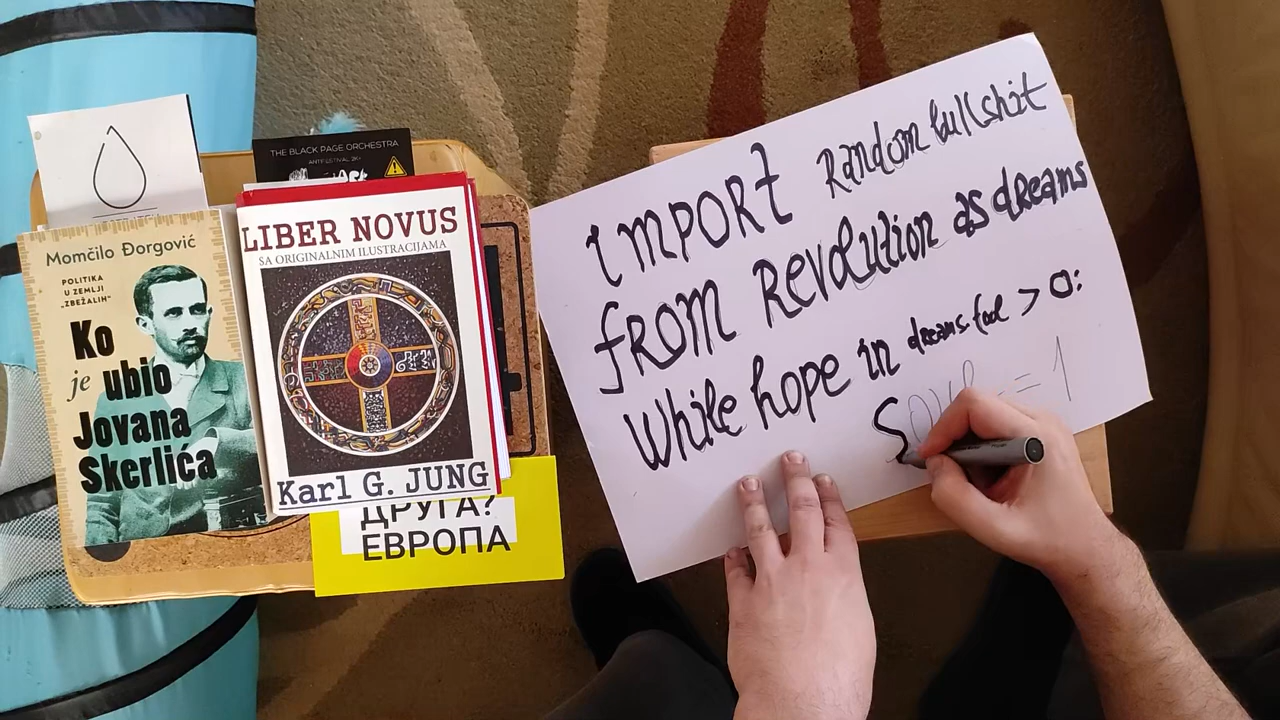 Momčilo Đorgović
POLITIKA
U ZEMLJI
„ZBEŽALIH“
Ko
je ubio
Jovana
Skerlića
THE BLACK PAGE ORCHESTRA
LIBER NOVUS
SA ORIGINALNIM ILUSTRACIJAMA
Karl G. JUNG
ДРУГА?
ЕВРОПА
IMPORT Random bullshit
from Revolution as dreams
While hope in dreams.fool > 0: